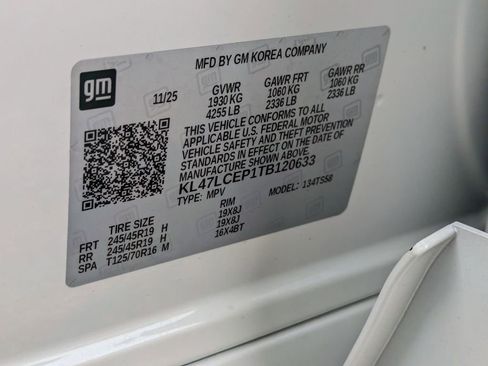 MFD BY GM KOREA COMPANY
gm
11/25
GVWR GAWR FRT GAWR RR
1930 KG 1060 KG 1060 KG
4255 LB 2336 LB 2336 LB
THIS VEHICLE CONFORMS TO ALL
APPLICABLE U.S. FEDERAL MOTOR
VEHICLE SAFETY AND THEFT
PREVENTION STANDARDS IN
EFFECT ON THE DATE OF
MANUFACTURE SHOWN ABOVE.
KL47LCEP1TB120633
TYPE: MPV MODEL: 134TS58
TIRE SIZE RIM
FRT 245/45R19 H 19X8J
RR 245/45R19 H 19X8J
SPA T125/70R16 M 16X4BT